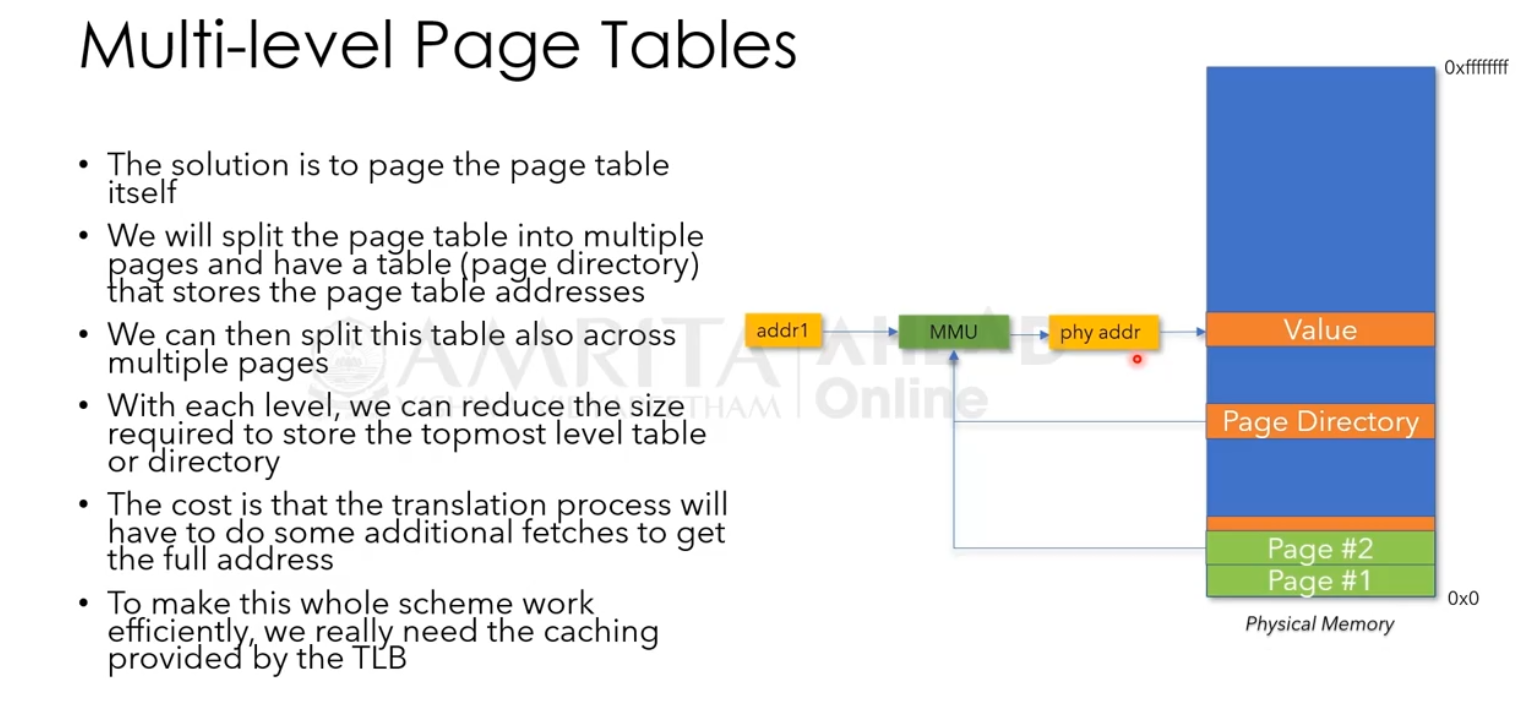 Multi-level Page Tables
• The solution is to page the page table
itself
• We will split the page table into multiple
pages and have a table (page directory)
that stores the page table addresses
• We can then split this table also across
multiple pages
• With each level, we can reduce the size
required to store the topmost level table
or directory
• The cost is that the translation process will
have to do some additional fetches to get
the full address
• To make this whole scheme work
efficiently, we really need the caching
provided by the TLB
AMRITA
AHEAD
Online
addr1
MMU
phy addr
0xffffffff
Value
Page Directory
Page #2
Page #1
0x0
Physical Memory